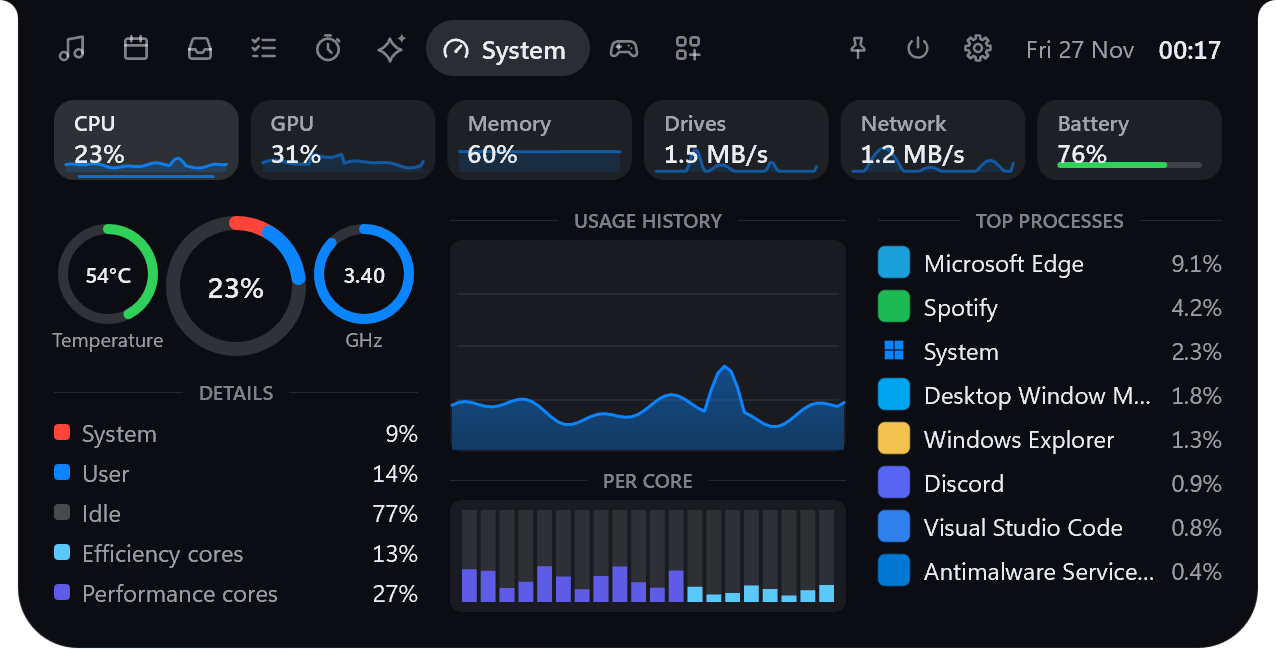 System
Fri 27 Nov
00:17
CPU
23%
GPU
31%
Memory
60%
Drives
1.5 MB/s
Network
1.2 MB/s
Battery
76%
54°C
Temperature
23%
3.40
GHz
DETAILS
System 9%
User 14%
Idle 77%
Efficiency cores 13%
Performance cores 27%
USAGE HISTORY
PER CORE
TOP PROCESSES
Microsoft Edge 9.1%
Spotify 4.2%
System 2.3%
Desktop Window M... 1.8%
Windows Explorer 1.3%
Discord 0.9%
Visual Studio Code 0.8%
Antimalware Service... 0.4%